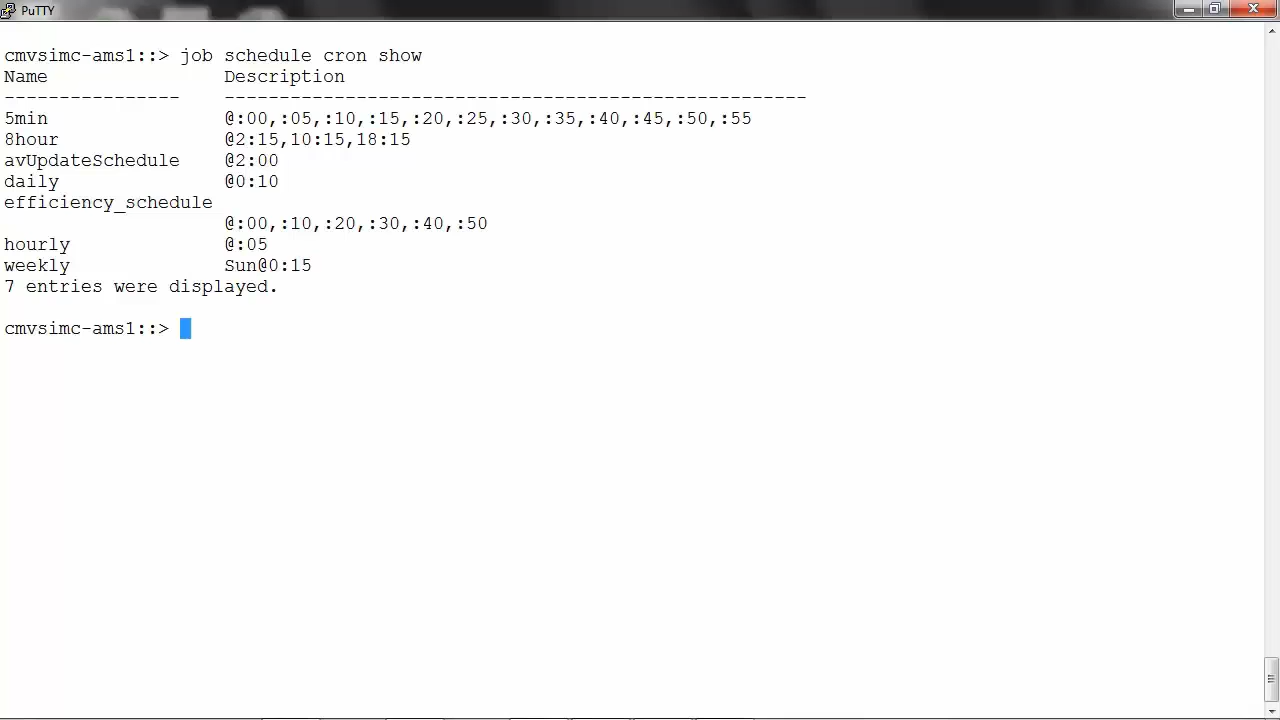 PuTTY
cmvsimc-ams1::> job schedule cron show
Name                Description
----------------    -----------------------------------------------------
5min                @:00,:05,:10,:15,:20,:25,:30,:35,:40,:45,:50,:55
8hour               @2:15,10:15,18:15
avUpdateSchedule    @2:00
daily               @0:10
efficiency_schedule
                    @:00,:10,:20,:30,:40,:50
hourly              @:05
weekly              Sun@0:15
7 entries were displayed.
cmvsimc-ams1::>